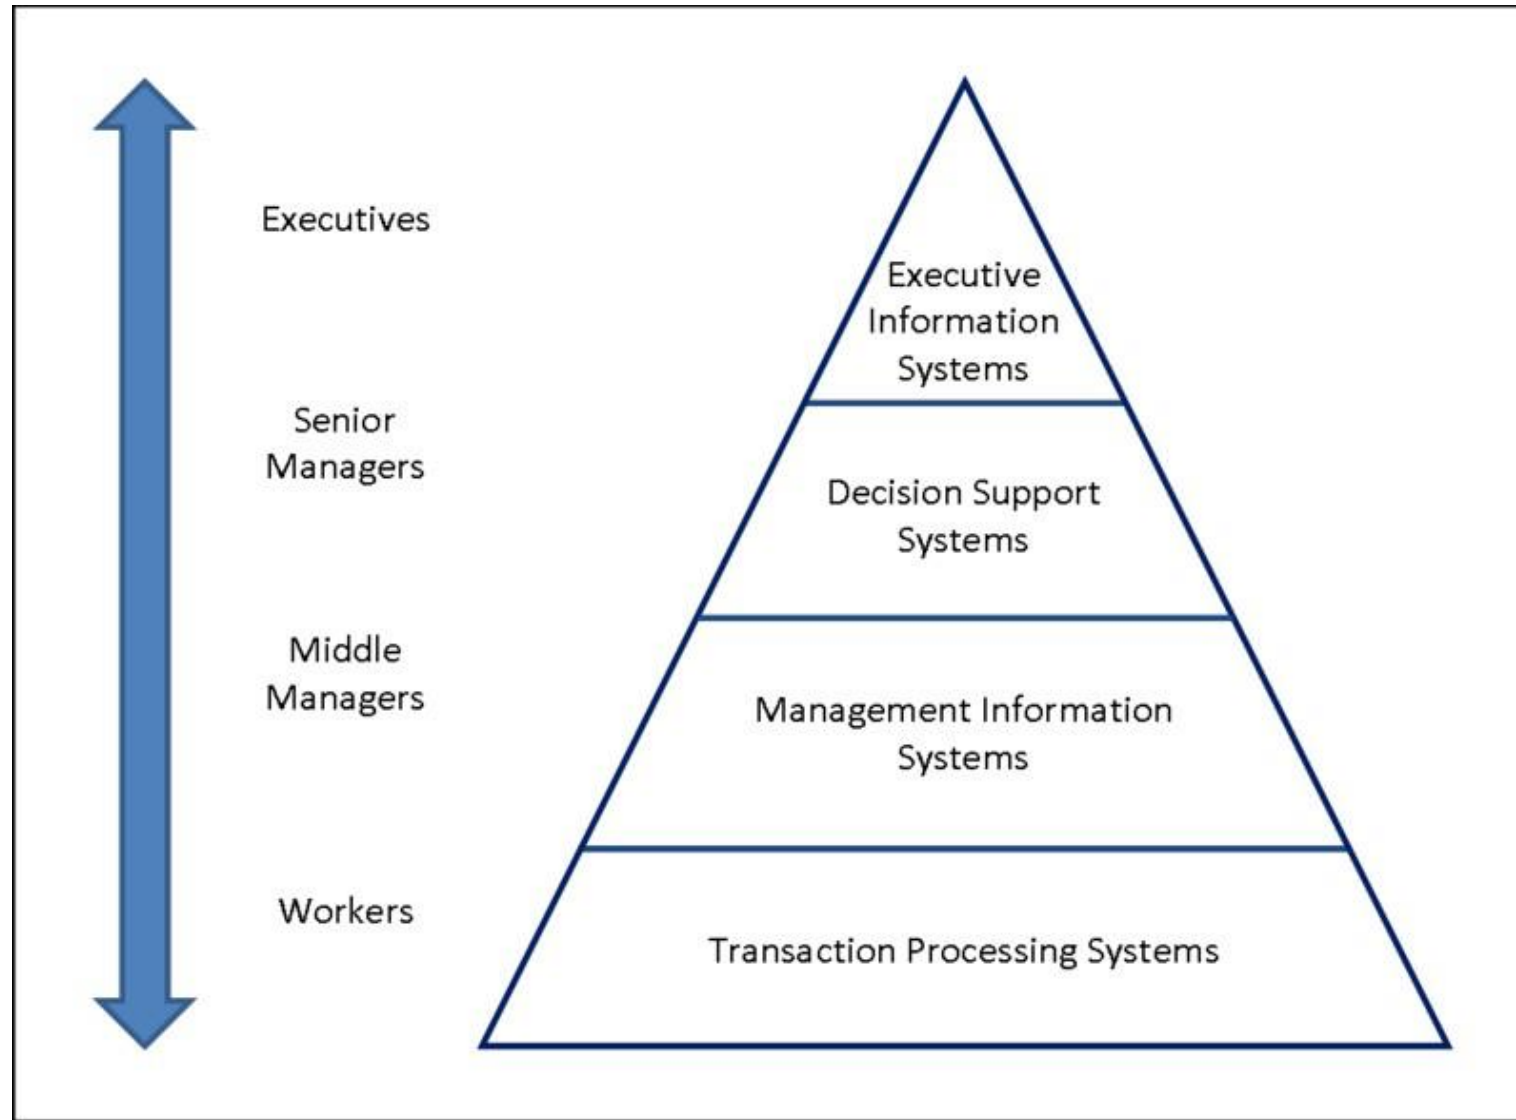 Executives
Senior
Managers
Middle
Managers
Workers
Executive
Information
Systems
Decision Support
Systems
Management Information
Systems
Transaction Processing Systems